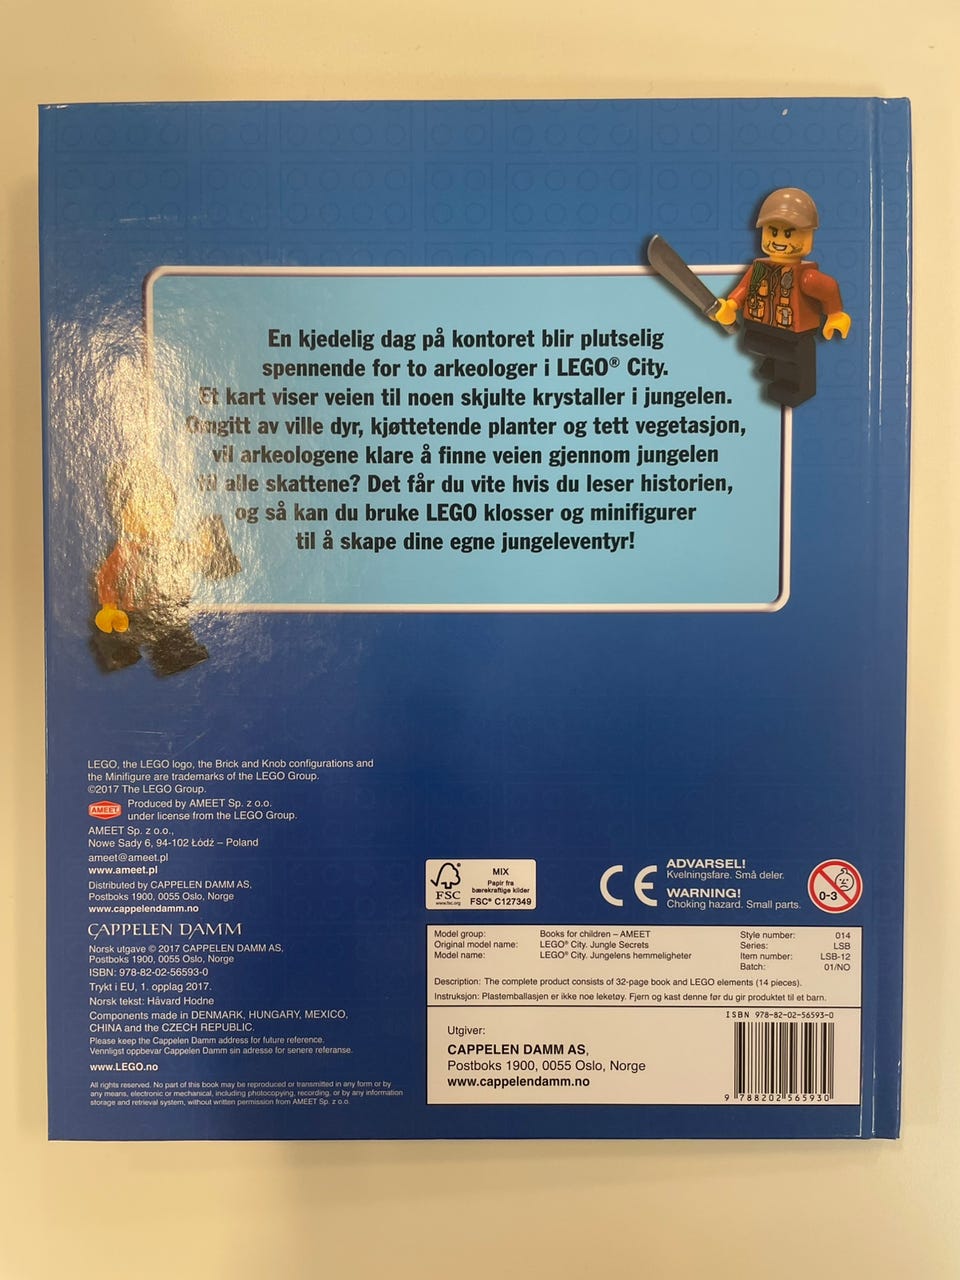 En kjedelig dag på kontoret blir plutselig
spennende for to arkeologer i LEGO® City.
Et kart viser veien til noen skjulte krystaller i jungelen.
Omgitt av ville dyr, kjøttetende planter og tett vegetasjon,
vil arkeologene klare å finne veien gjennom jungelen
til alle skattene? Det får du vite hvis du leser historien,
og så kan du bruke LEGO klosser og minifigurer
til å skape dine egne jungeleventyr!
LEGO, the LEGO logo, the Brick and Knob configurations and
the Minifigure are trademarks of the LEGO Group.
©2017 The LEGO Group.
AMEET
Produced by AMEET Sp. z o.o.
under license from the LEGO Group.
AMEET Sp. z o.o.,
Nowe Sady 6, 94-102 Łódź – Poland
ameet@ameet.pl
www.ameet.pl
Distributed by CAPPELEN DAMM AS,
Postboks 1900, 0055 Oslo, Norge
www.cappelendamm.no
CAPPELEN DAMM
Norsk utgave © 2017 CAPPELEN DAMM AS,
Postboks 1900, 0055 Oslo, Norge
ISBN: 978-82-02-56593-0
Trykt i EU, 1. opplag 2017.
Norsk tekst: Håvard Hodne
Components made in DENMARK, HUNGARY, MEXICO,
CHINA and the CZECH REPUBLIC.
Please keep the Cappelen Damm address for future reference.
Vennligst oppbevar Cappelen Damm sin adresse for senere referanse.
www.LEGO.no
All rights reserved. No part of this book may be reproduced or transmitted in any form or by
any means, electronic or mechanical, including photocopying, recording, or by any information
storage and retrieval system, without written permission from AMEET Sp. z o.o.
FSC
www.fsc.org
MIX
Papir fra
bærekraftige kilder
FSC® C127349
CE
ADVARSEL!
Kvelningsfare. Små deler.
WARNING!
Choking hazard. Small parts.
0-3
Model group: Books for children – AMEET Style number: 014
Original model name: LEGO® City. Jungle Secrets Series: LSB
Model name: LEGO® City. Jungelens hemmeligheter Item number: LSB-12
Batch: 01/NO
Description: The complete product consists of 32-page book and LEGO elements (14 pieces).
Instruksjon: Plastemballasjen er ikke noe leketøy. Fjern og kast denne før du gir produktet til et barn.
Utgiver:
CAPPELEN DAMM AS,
Postboks 1900, 0055 Oslo, Norge
www.cappelendamm.no
ISBN 978-82-02-56593-0
9 788202 565930